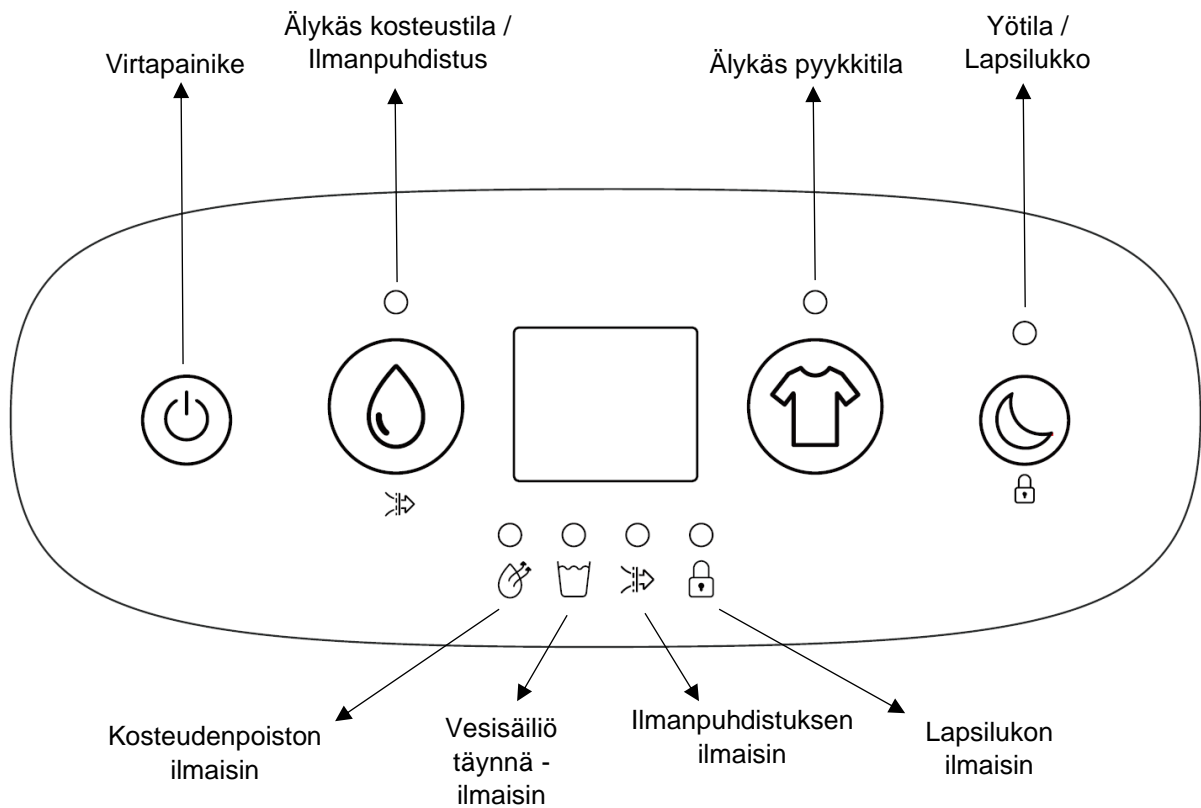 Virtapainike
Älykäs kosteustila /
Ilmanpuhdistus
Älykäs pyykkitila
Yötila /
Lapsilukko
Kosteudenpoiston
ilmaisin
Vesisäiliö
täynnä -
ilmaisin
Ilmanpuhdistuksen
ilmaisin
Lapsilukon
ilmaisin